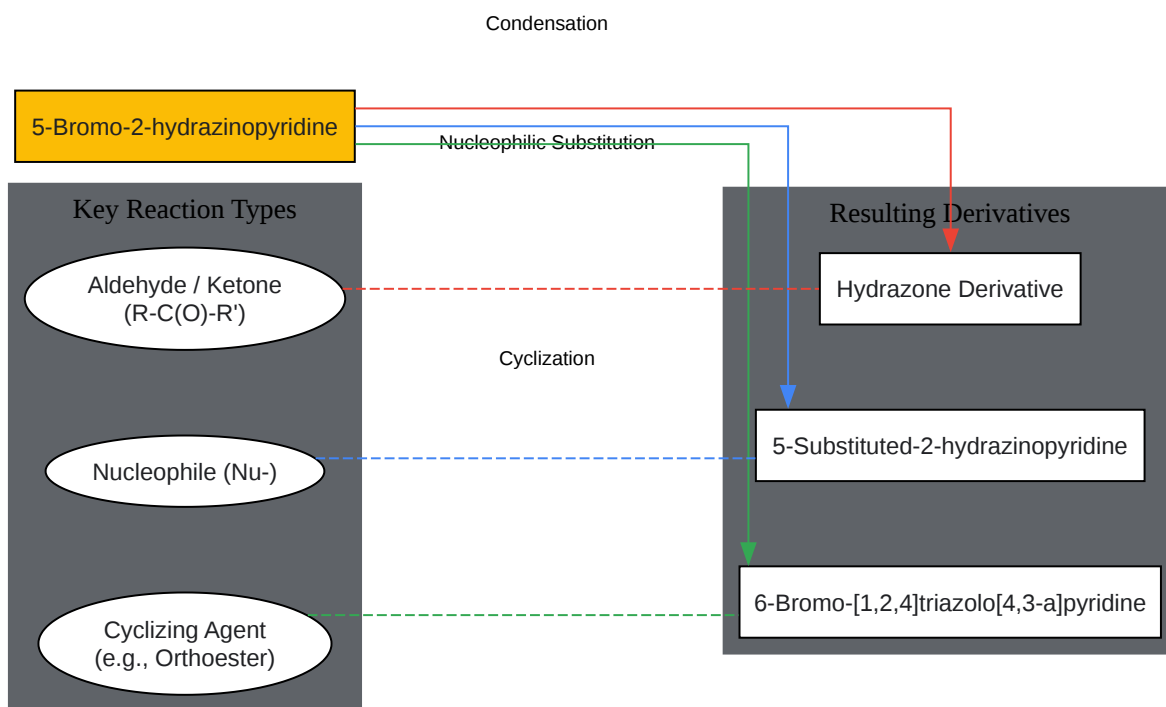 Condensation
5-Bromo-2-hydrazinopyridine
Nucleophilic Substitution
Key Reaction Types
Resulting Derivatives
Aldehyde / Ketone
(R-C(O)-R')
Hydrazone Derivative
Cyclization
Nucleophile (Nu-)
5-Substituted-2-hydrazinopyridine
Cyclizing Agent
(e.g., Orthoester)
6-Bromo-[1,2,4]triazolo[4,3-a]pyridine